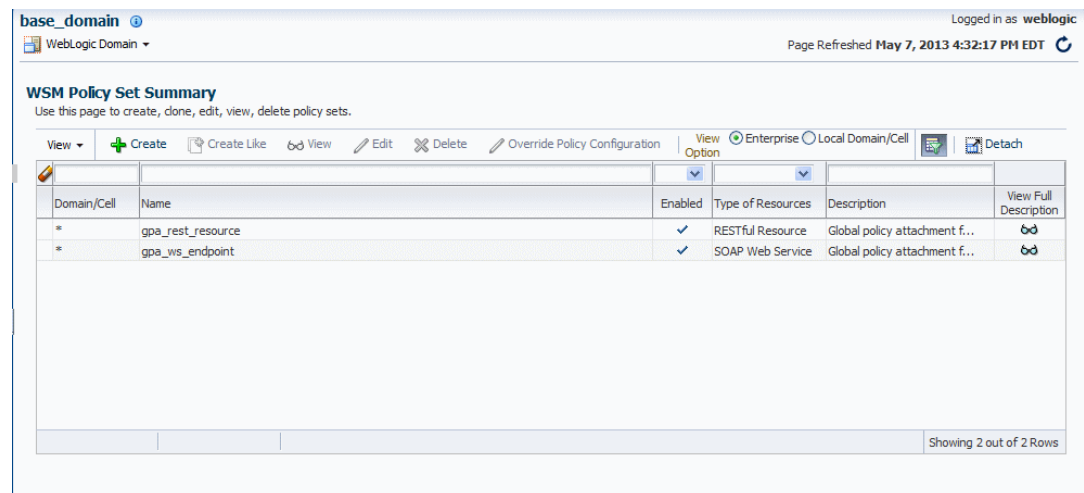 base_domain
Logged in as weblogic
WebLogic Domain
Page Refreshed May 7, 2013 4:32:17 PM EDT
WSM Policy Set Summary
Use this page to create, clone, edit, view, delete policy sets.
View Create Create Like View Edit Delete Override Policy Configuration View Option Enterprise Local Domain/Cell Detach
Domain/Cell Name Enabled Type of Resources Description View Full Description
* gpa_rest_resource RESTful Resource Global policy attachment f...
* gpa_ws_endpoint SOAP Web Service Global policy attachment f...
Showing 2 out of 2 Rows